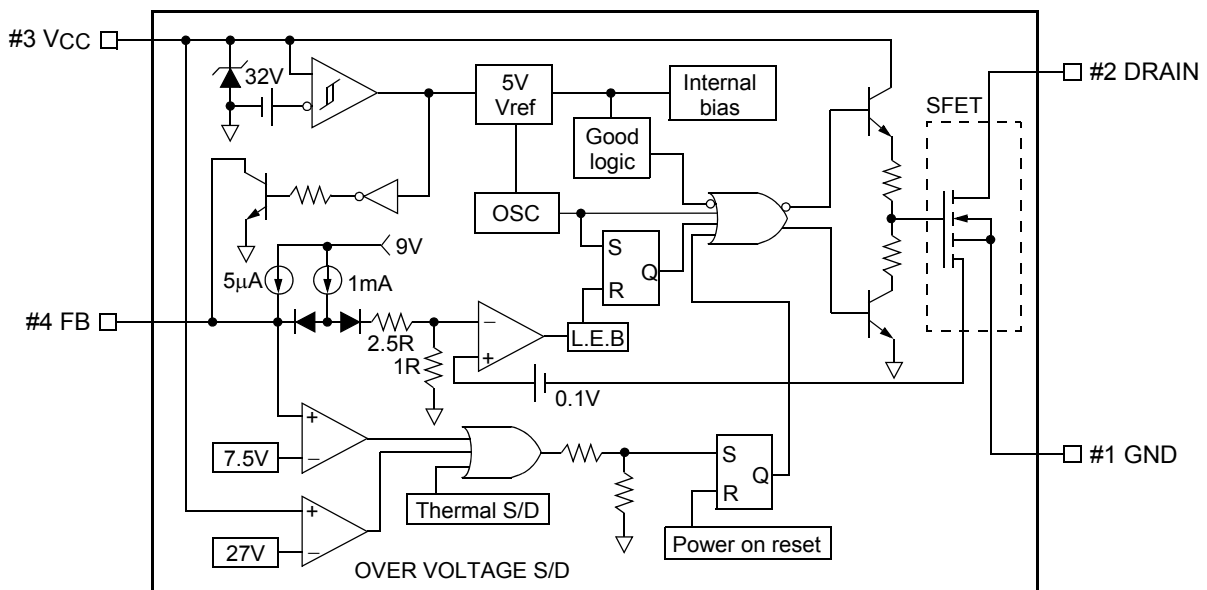 #3 VCC
32V
5V
Vref
Internal
bias
#2 DRAIN
SFET
Good
logic
OSC
9V
5μA
1mA
S
R
Q
#4 FB
2.5R
1R
−
+
L.E.B
0.1V
+
−
7.5V
Thermal S/D
S
R
Q
#1 GND
+
−
27V
Power on reset
OVER VOLTAGE S/D